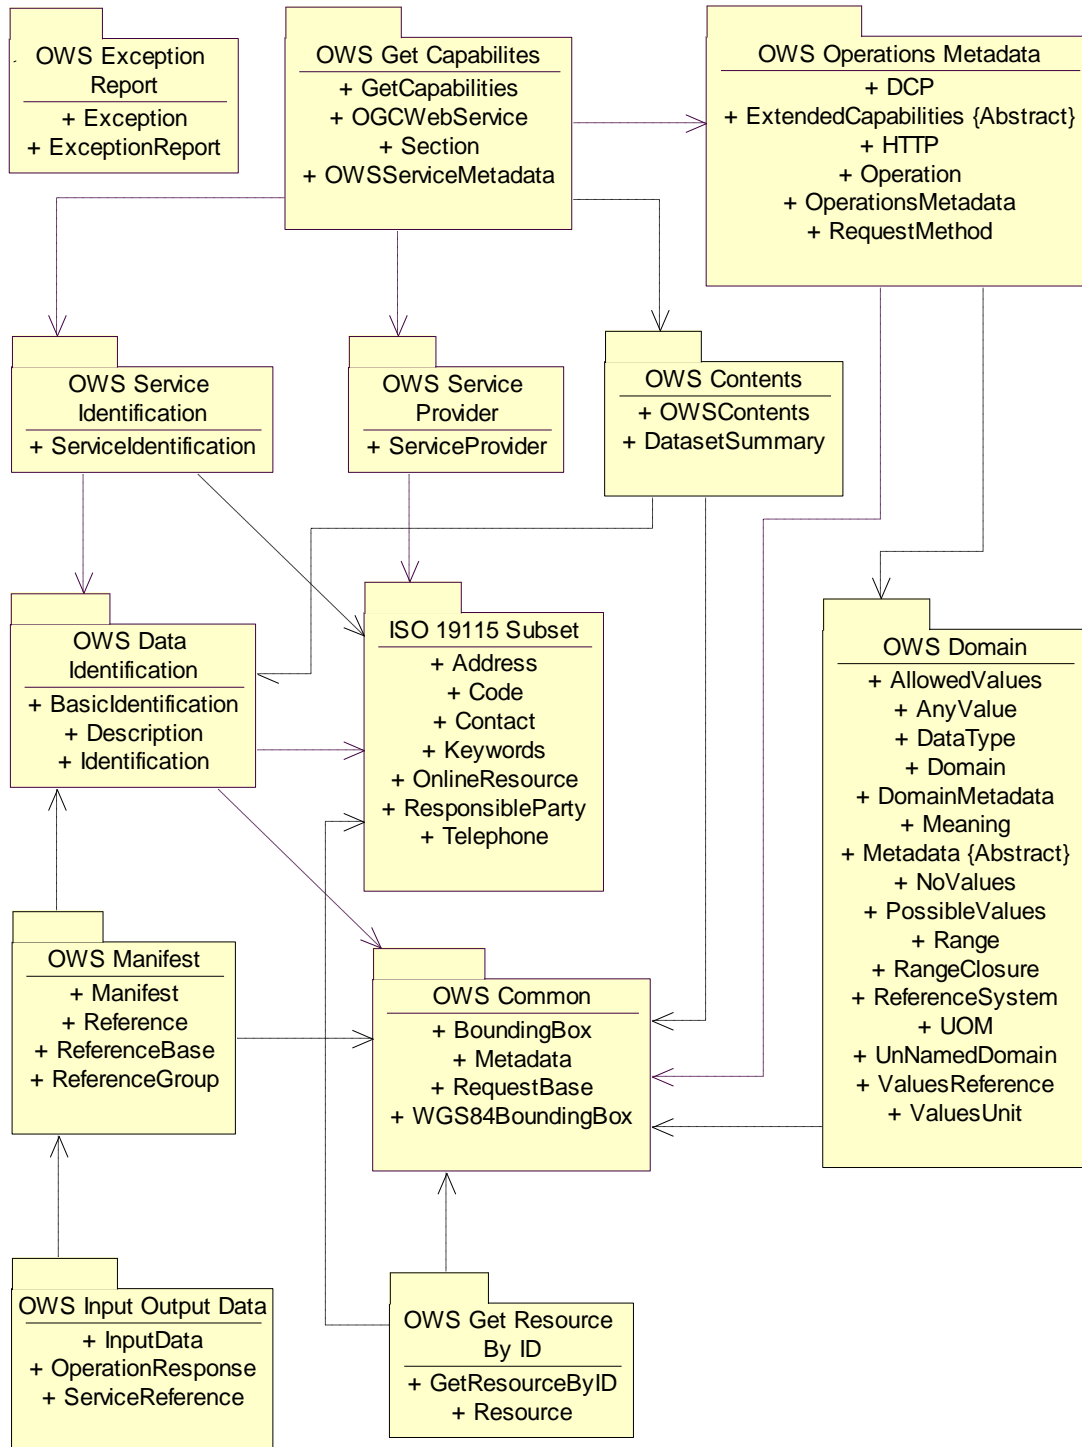 OWS Exception
Report
+ Exception
+ ExceptionReport
OWS Get Capabilites
+ GetCapabilities
+ OGCWebService
+ Section
+ OWSServiceMetadata
OWS Operations Metadata
+ DCP
+ ExtendedCapabilities {Abstract}
+ HTTP
+ Operation
+ OperationsMetadata
+ RequestMethod
OWS Service
Identification
+ ServiceIdentification
OWS Service
Provider
+ ServiceProvider
OWS Contents
+ OWSContents
+ DatasetSummary
OWS Data
Identification
+ BasicIdentification
+ Description
+ Identification
ISO 19115 Subset
+ Address
+ Code
+ Contact
+ Keywords
+ OnlineResource
+ ResponsibleParty
+ Telephone
OWS Domain
+ AllowedValues
+ AnyValue
+ DataType
+ Domain
+ DomainMetadata
+ Meaning
+ Metadata {Abstract}
+ NoValues
+ PossibleValues
+ Range
+ RangeClosure
+ ReferenceSystem
+ UOM
+ UnNamedDomain
+ ValuesReference
+ ValuesUnit
OWS Manifest
+ Manifest
+ Reference
+ ReferenceBase
+ ReferenceGroup
OWS Common
+ BoundingBox
+ Metadata
+ RequestBase
+ WGS84BoundingBox
OWS Input Output Data
+ InputData
+ OperationResponse
+ ServiceReference
OWS Get Resource
By ID
+ GetResourceByID
+ Resource